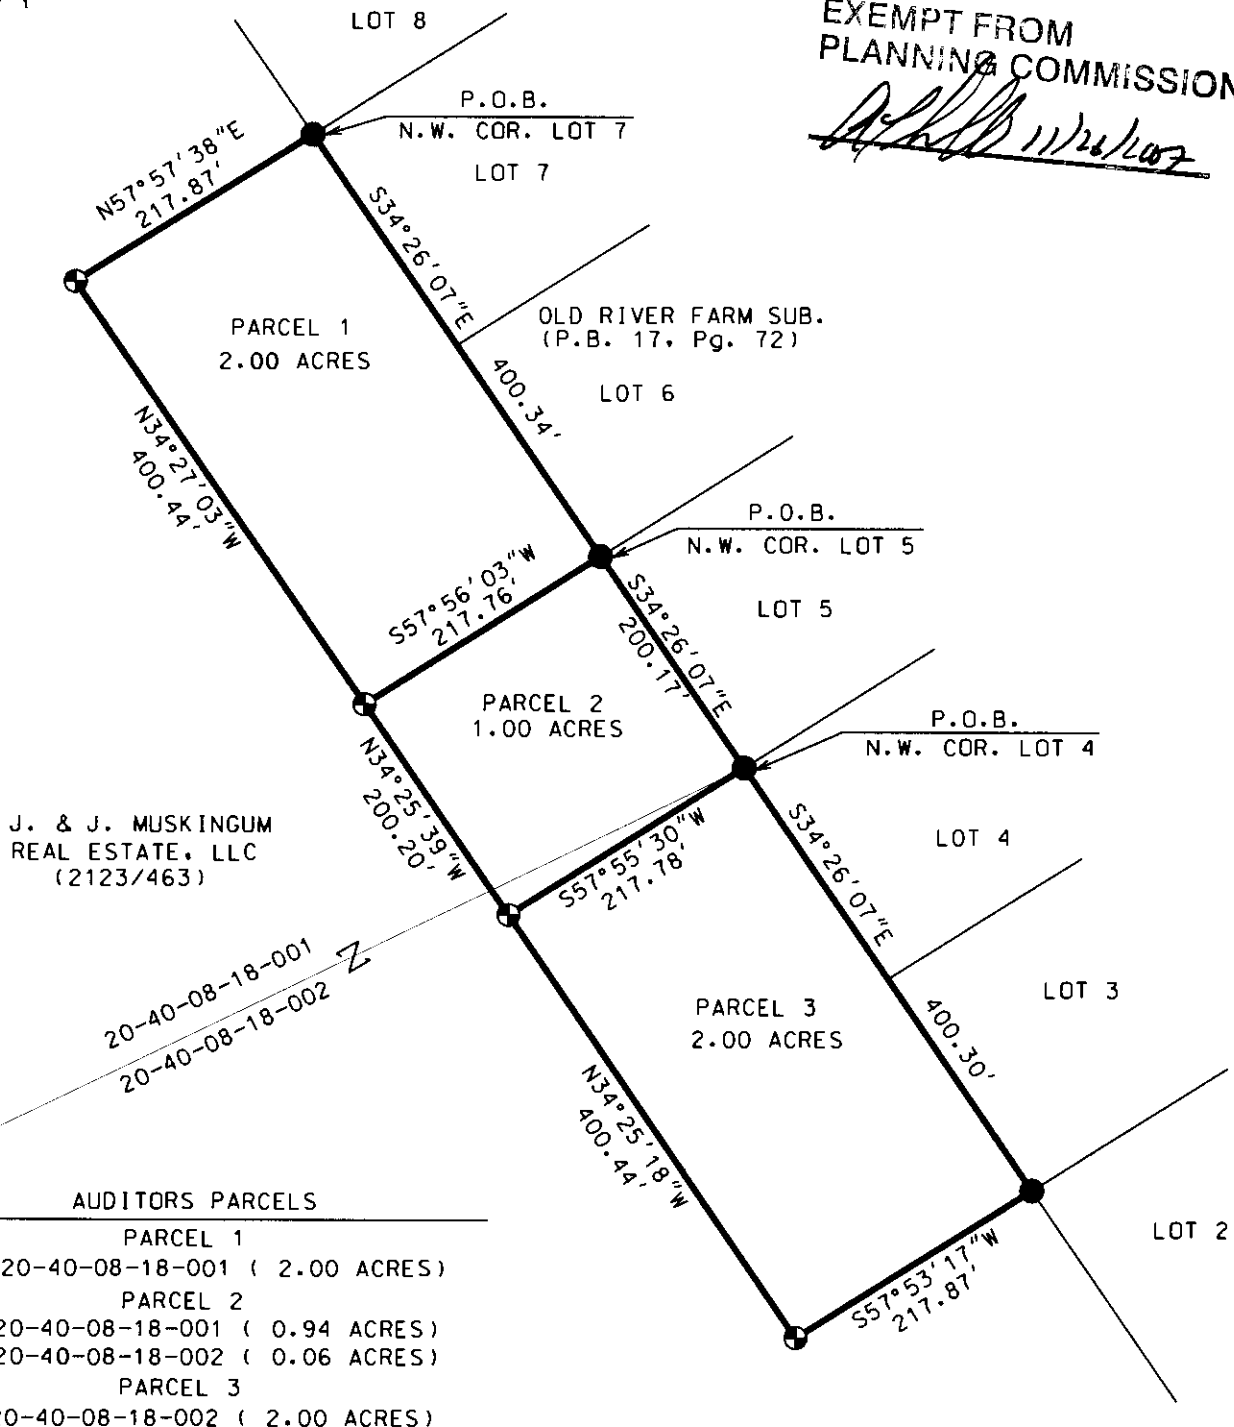 LOT 8
EXEMPT FROM
PLANNING COMMISSION
11/26/2007
P.O.B.
N.W. COR. LOT 7
LOT 7
N57°57'38"E
217.87'
S34°26'07"E
400.34'
PARCEL 1
2.00 ACRES
OLD RIVER FARM SUB.
(P.B. 17, Pg. 72)
LOT 6
N34°27'03"W
400.44'
P.O.B.
N.W. COR. LOT 5
S57°56'03"W
217.76'
LOT 5
S34°26'07"E
200.17'
PARCEL 2
1.00 ACRES
P.O.B.
N.W. COR. LOT 4
N34°25'39"W
200.20'
J. & J. MUSKINGUM
REAL ESTATE, LLC
(2123/463)
S57°55'30"W
217.78'
LOT 4
S34°26'07"E
400.30'
20-40-08-18-001
20-40-08-18-002
LOT 3
PARCEL 3
2.00 ACRES
N34°25'18"W
400.44'
LOT 2
S57°53'17"W
217.87'
AUDITORS PARCELS
PARCEL 1
20-40-08-18-001 ( 2.00 ACRES)
PARCEL 2
20-40-08-18-001 ( 0.94 ACRES)
20-40-08-18-002 ( 0.06 ACRES)
PARCEL 3
20-40-08-18-002 ( 2.00 ACRES)